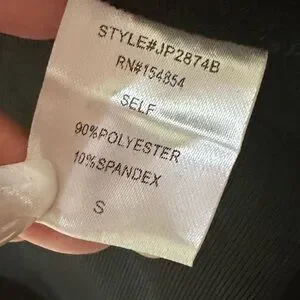 STYLE#JP2874B
RN#154854
SELF
90%POLYESTER
10%SPANDEX
S